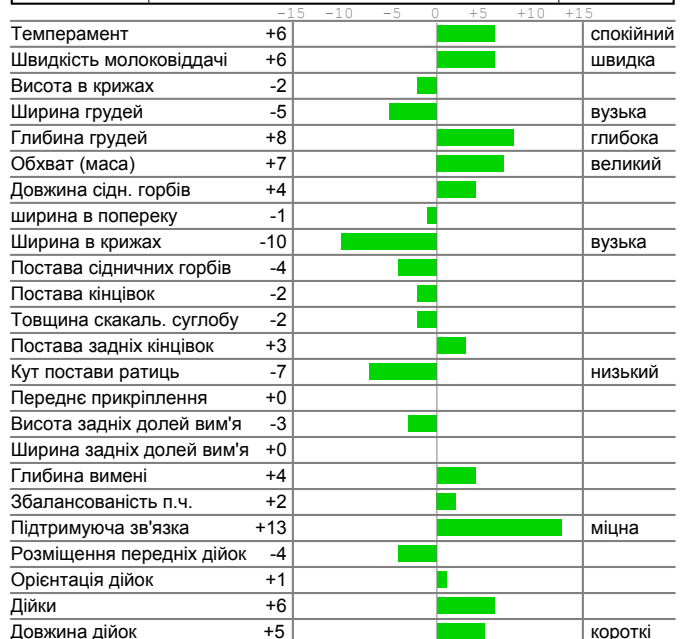 -15 -10 -5 0 +5 +10 +15
Темперамент +6 спокійний
Швидкість молоковіддачі +6 швидка
Висота в крижах -2
Ширина грудей -5 вузька
Глибина грудей +8 глибока
Обхват (маса) +7 великий
Довжина сідн. горбів +4
ширина в попереку -1
Ширина в крижах -10 вузька
Постава сідничних горбів -4
Постава кінцівок -2
Товщина скакаль. суглобу -2
Постава задніх кінцівок +3
Кут постави ратиць -7 низький
Переднє прикріплення +0
Висота задніх долей вим'я -3
Ширина задніх долей вим'я +0
Глибина вимені +4
Збалансованість п.ч. +2
Підтримуюча зв'язка +13 міцна
Розміщення передніх дійок -4
Орієнтація дійок +1
Дійки +6
Довжина дійок +5 короткі